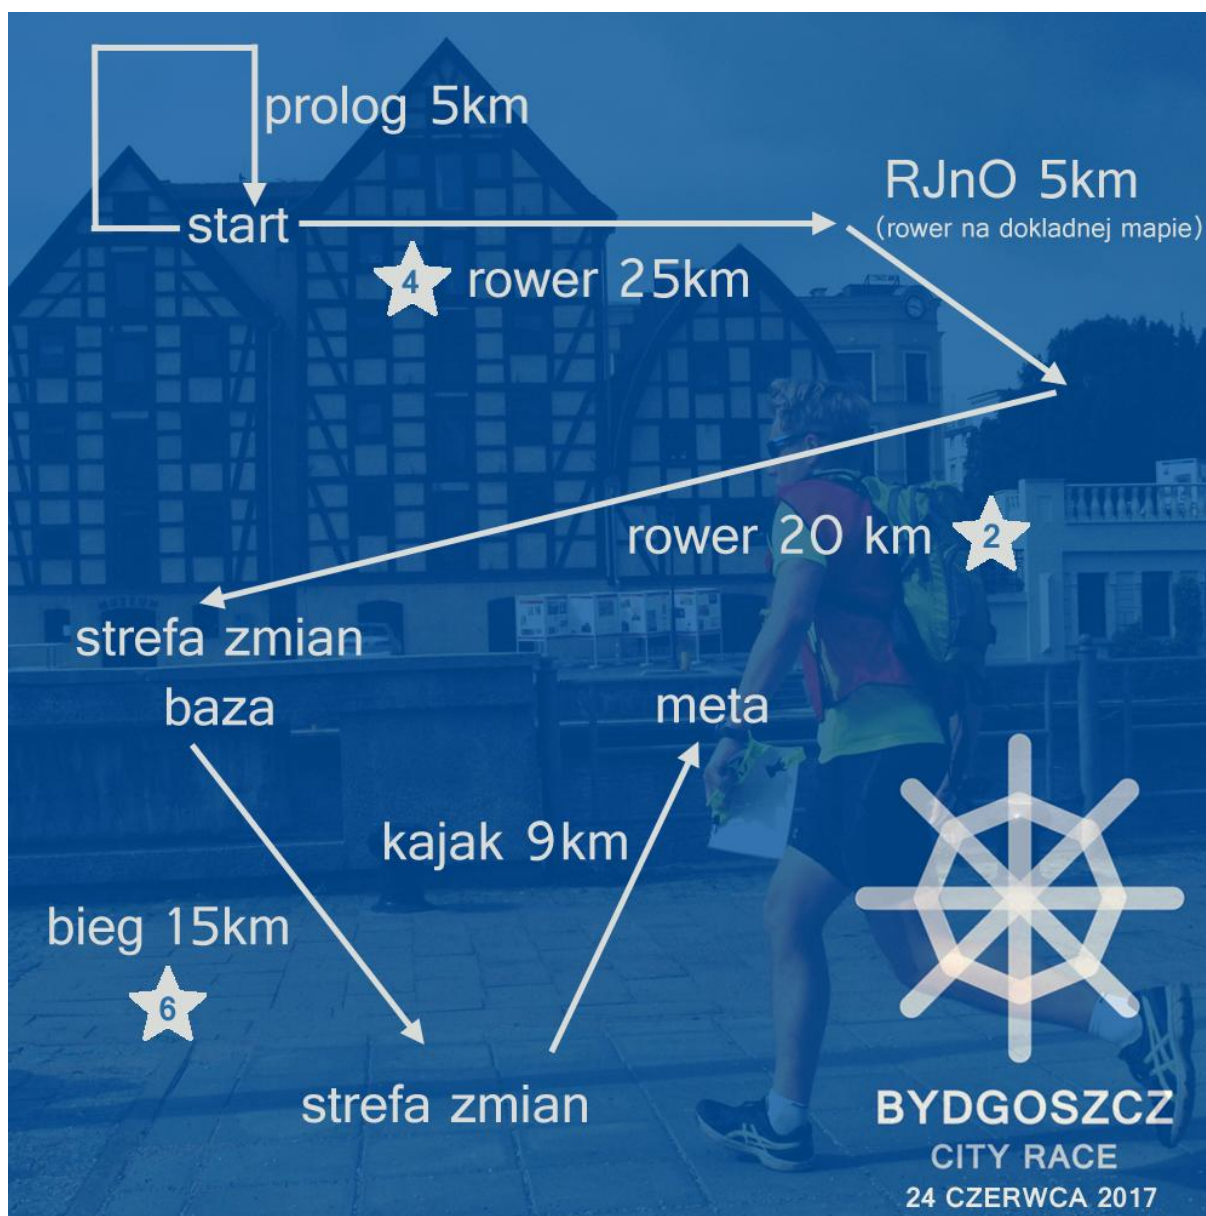 prolog 5km
RJnO 5km
(rower na dokladnej mapie)
start
4
rower 25km
rower 20 km
2
strefa zmian
baza
meta
kajak 9km
bieg 15km
6
strefa zmian
BYDGOSZCZ
CITY RACE
24 CZERWCA 2017